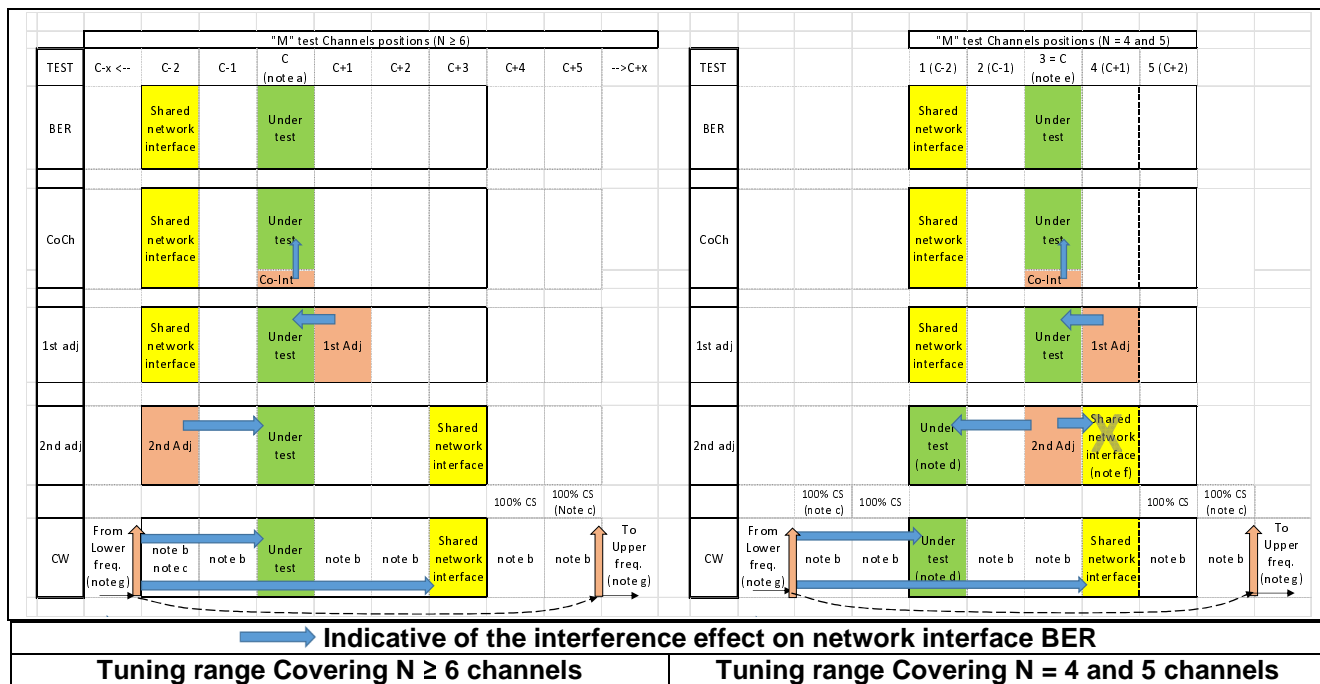 "M" test Channels positions (N ≥ 6)
TEST C-x <-- C-2 C-1 C (note a) C+1 C+2 C+3 C+4 C+5 -->C+x
BER
Shared network interface
Under test
CoCh
Shared network interface
Under test
Co-Int
1st adj
Shared network interface
Under test
1st Adj
2nd adj
2nd Adj
Under test
Shared network interface
100% CS
100% CS (Note c)
CW
From Lower freq. (note g)
note b note c
note b
Under test
note b
note b
Shared network interface
note b
note b
To Upper freq. (note g)
"M" test Channels positions (N = 4 and 5)
TEST 1 (C-2) 2 (C-1) 3 = C (note e) 4 (C+1) 5 (C+2)
BER
Shared network interface
Under test
CoCh
Shared network interface
Under test
Co-Int
1st adj
Shared network interface
Under test
1st Adj
2nd adj
Under test (note d)
2nd Adj
Shared network interface (note f)
X
100% CS (note c)
100% CS
100% CS
100% CS (note c)
CW
From Lower freq. (note g)
note b
note b
Under test (note d)
note b
note b
Shared network interface
note b
note b
To Upper freq. (note g)
Indicative of the interference effect on network interface BER
Tuning range Covering N ≥ 6 channels
Tuning range Covering N = 4 and 5 channels